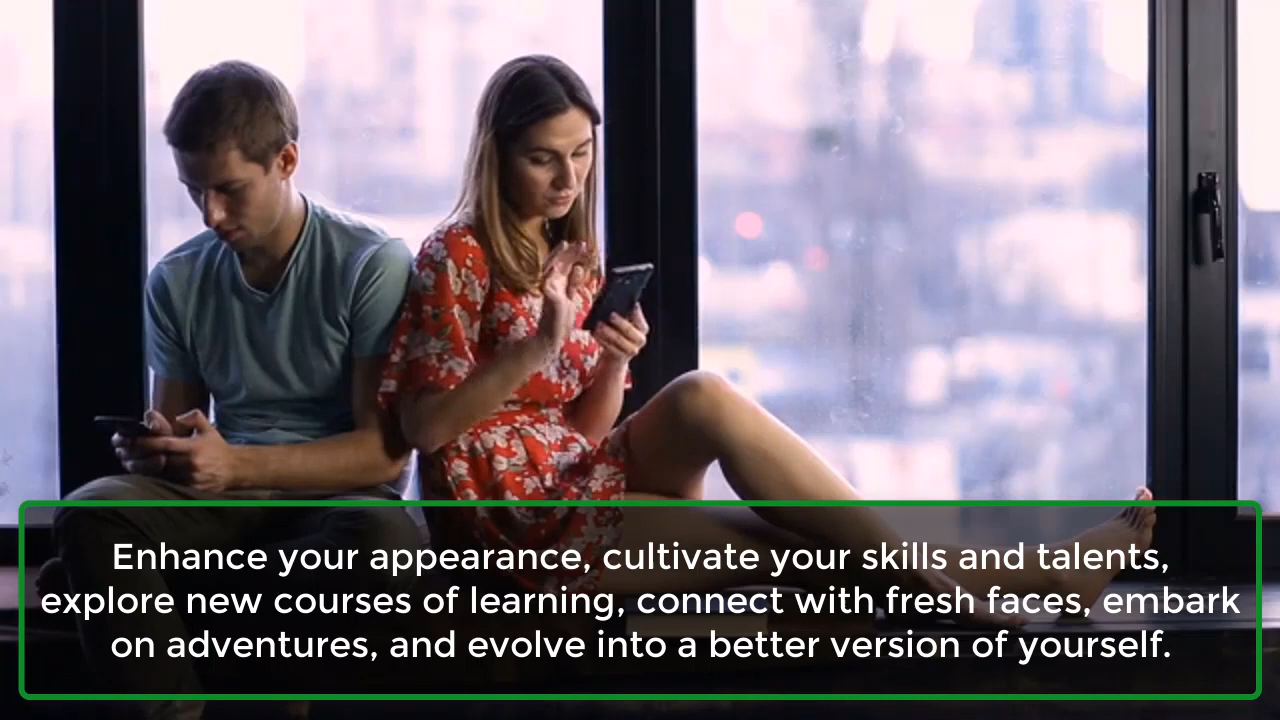 Enhance your appearance, cultivate your skills and talents,
explore new courses of learning, connect with fresh faces, embark
on adventures, and evolve into a better version of yourself.